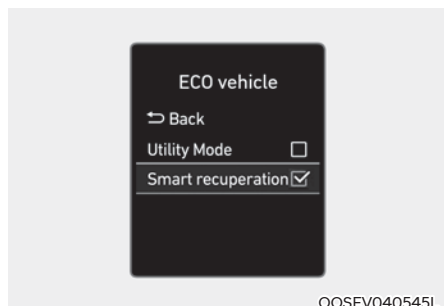 ECO vehicle
Back
Utility Mode
Smart recuperation
OOSEV040545L